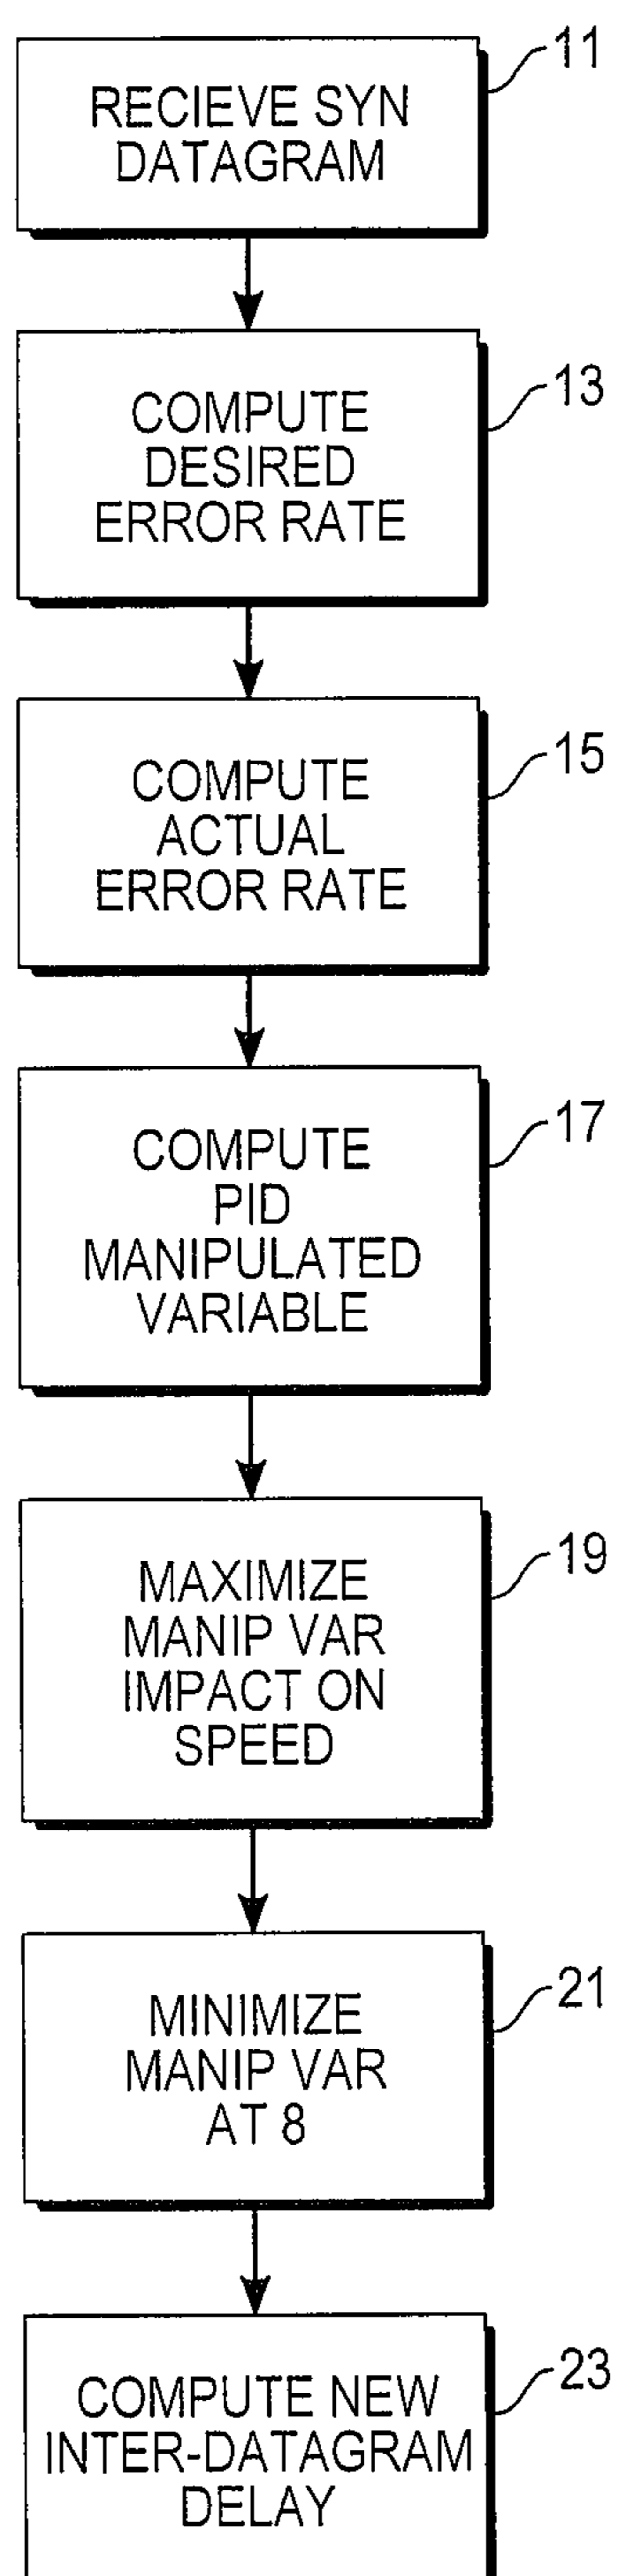 11
RECIEVE SYN
DATAGRAM
13
COMPUTE
DESIRED
ERROR RATE
15
COMPUTE
ACTUAL
ERROR RATE
17
COMPUTE
PID
MANIPULATED
VARIABLE
19
MAXIMIZE
MANIP VAR
IMPACT ON
SPEED
21
MINIMIZE
MANIP VAR
AT 8
23
COMPUTE NEW
INTER-DATAGRAM
DELAY